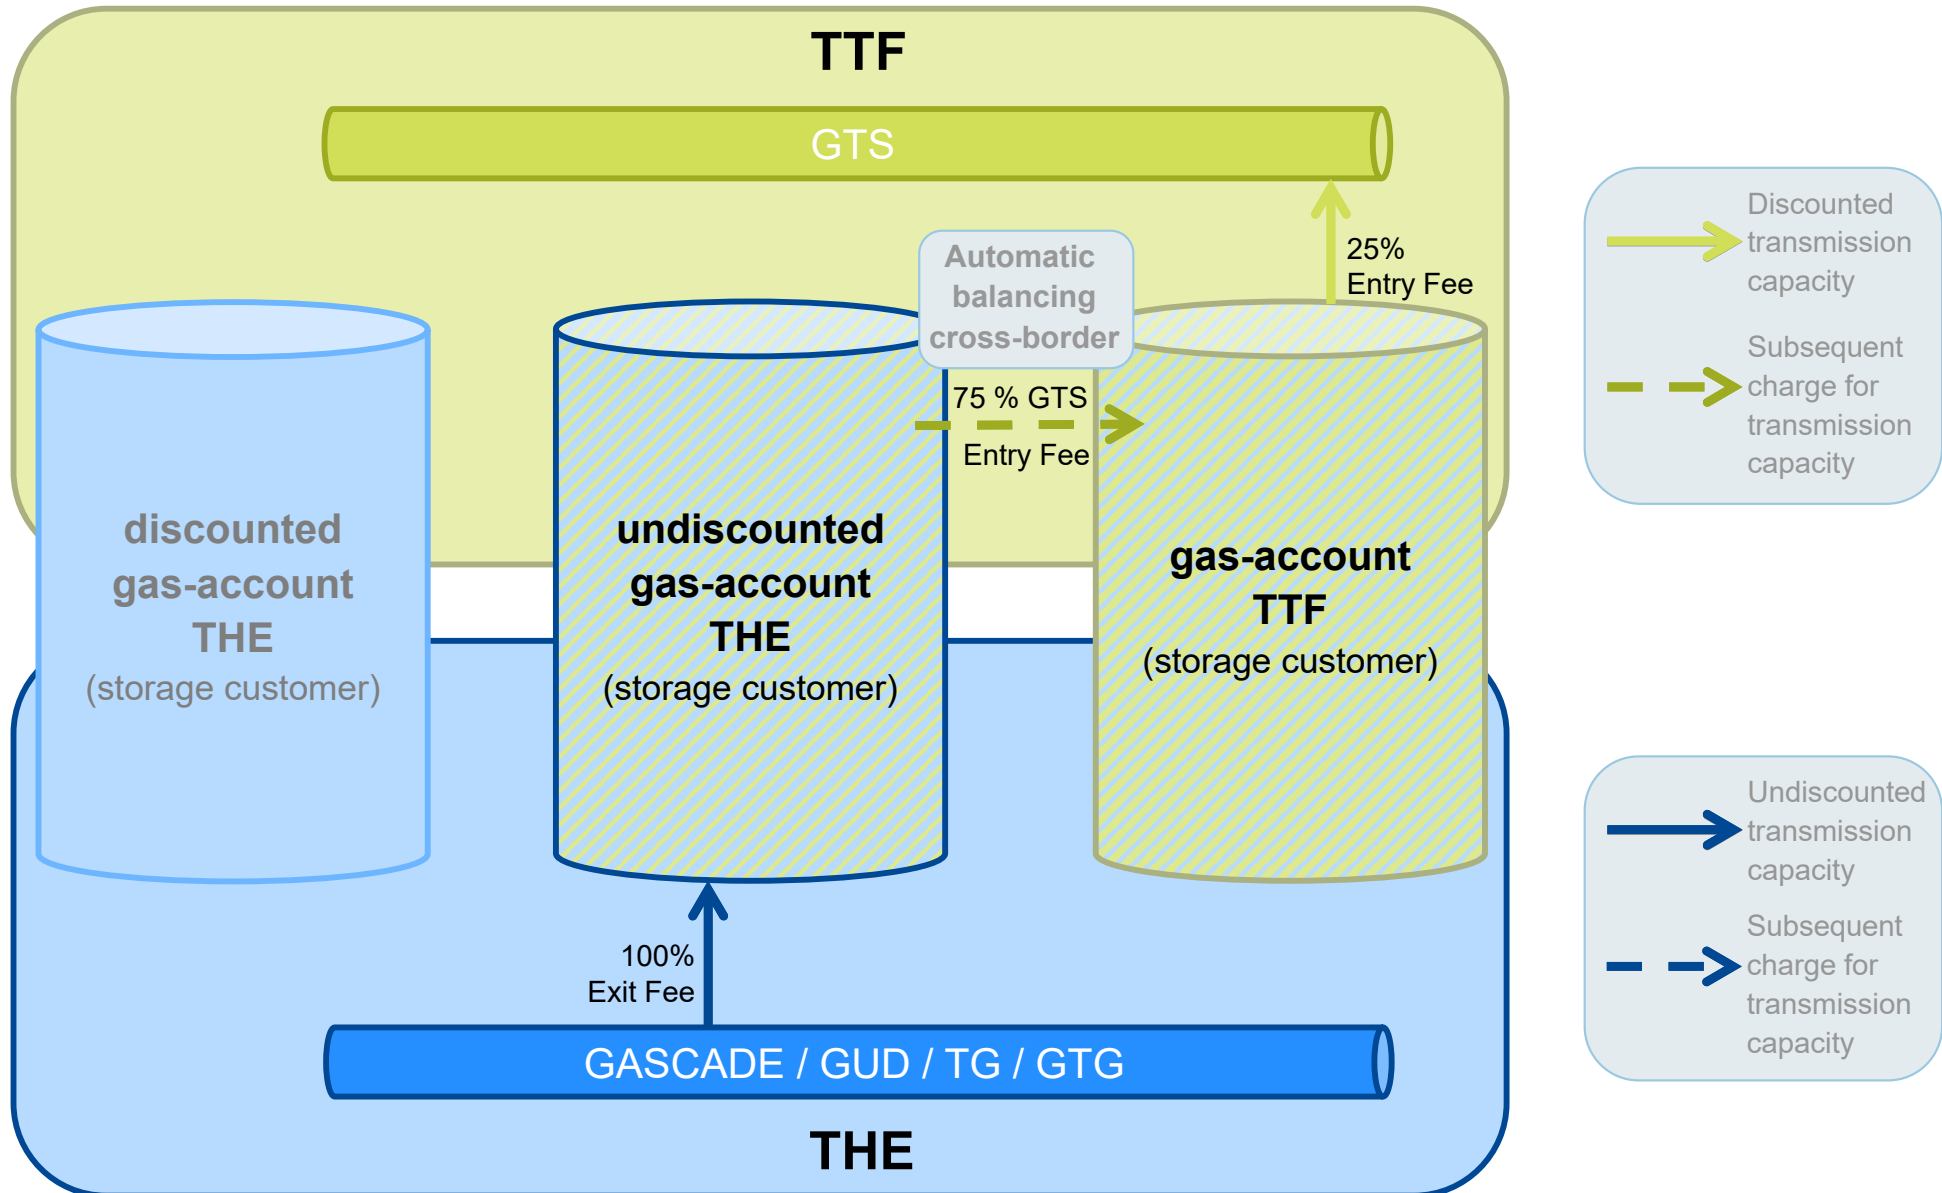 TTF
GTS
25%
Entry Fee
Automatic
balancing
cross-border
75 % GTS
Entry Fee
discounted
gas-account
THE
(storage customer)
undiscounted
gas-account
THE
(storage customer)
gas-account
TTF
(storage customer)
100%
Exit Fee
GASCADE / GUD / TG / GTG
THE
Discounted
transmission
capacity
Subsequent
charge for
transmission
capacity
Undiscounted
transmission
capacity
Subsequent
charge for
transmission
capacity